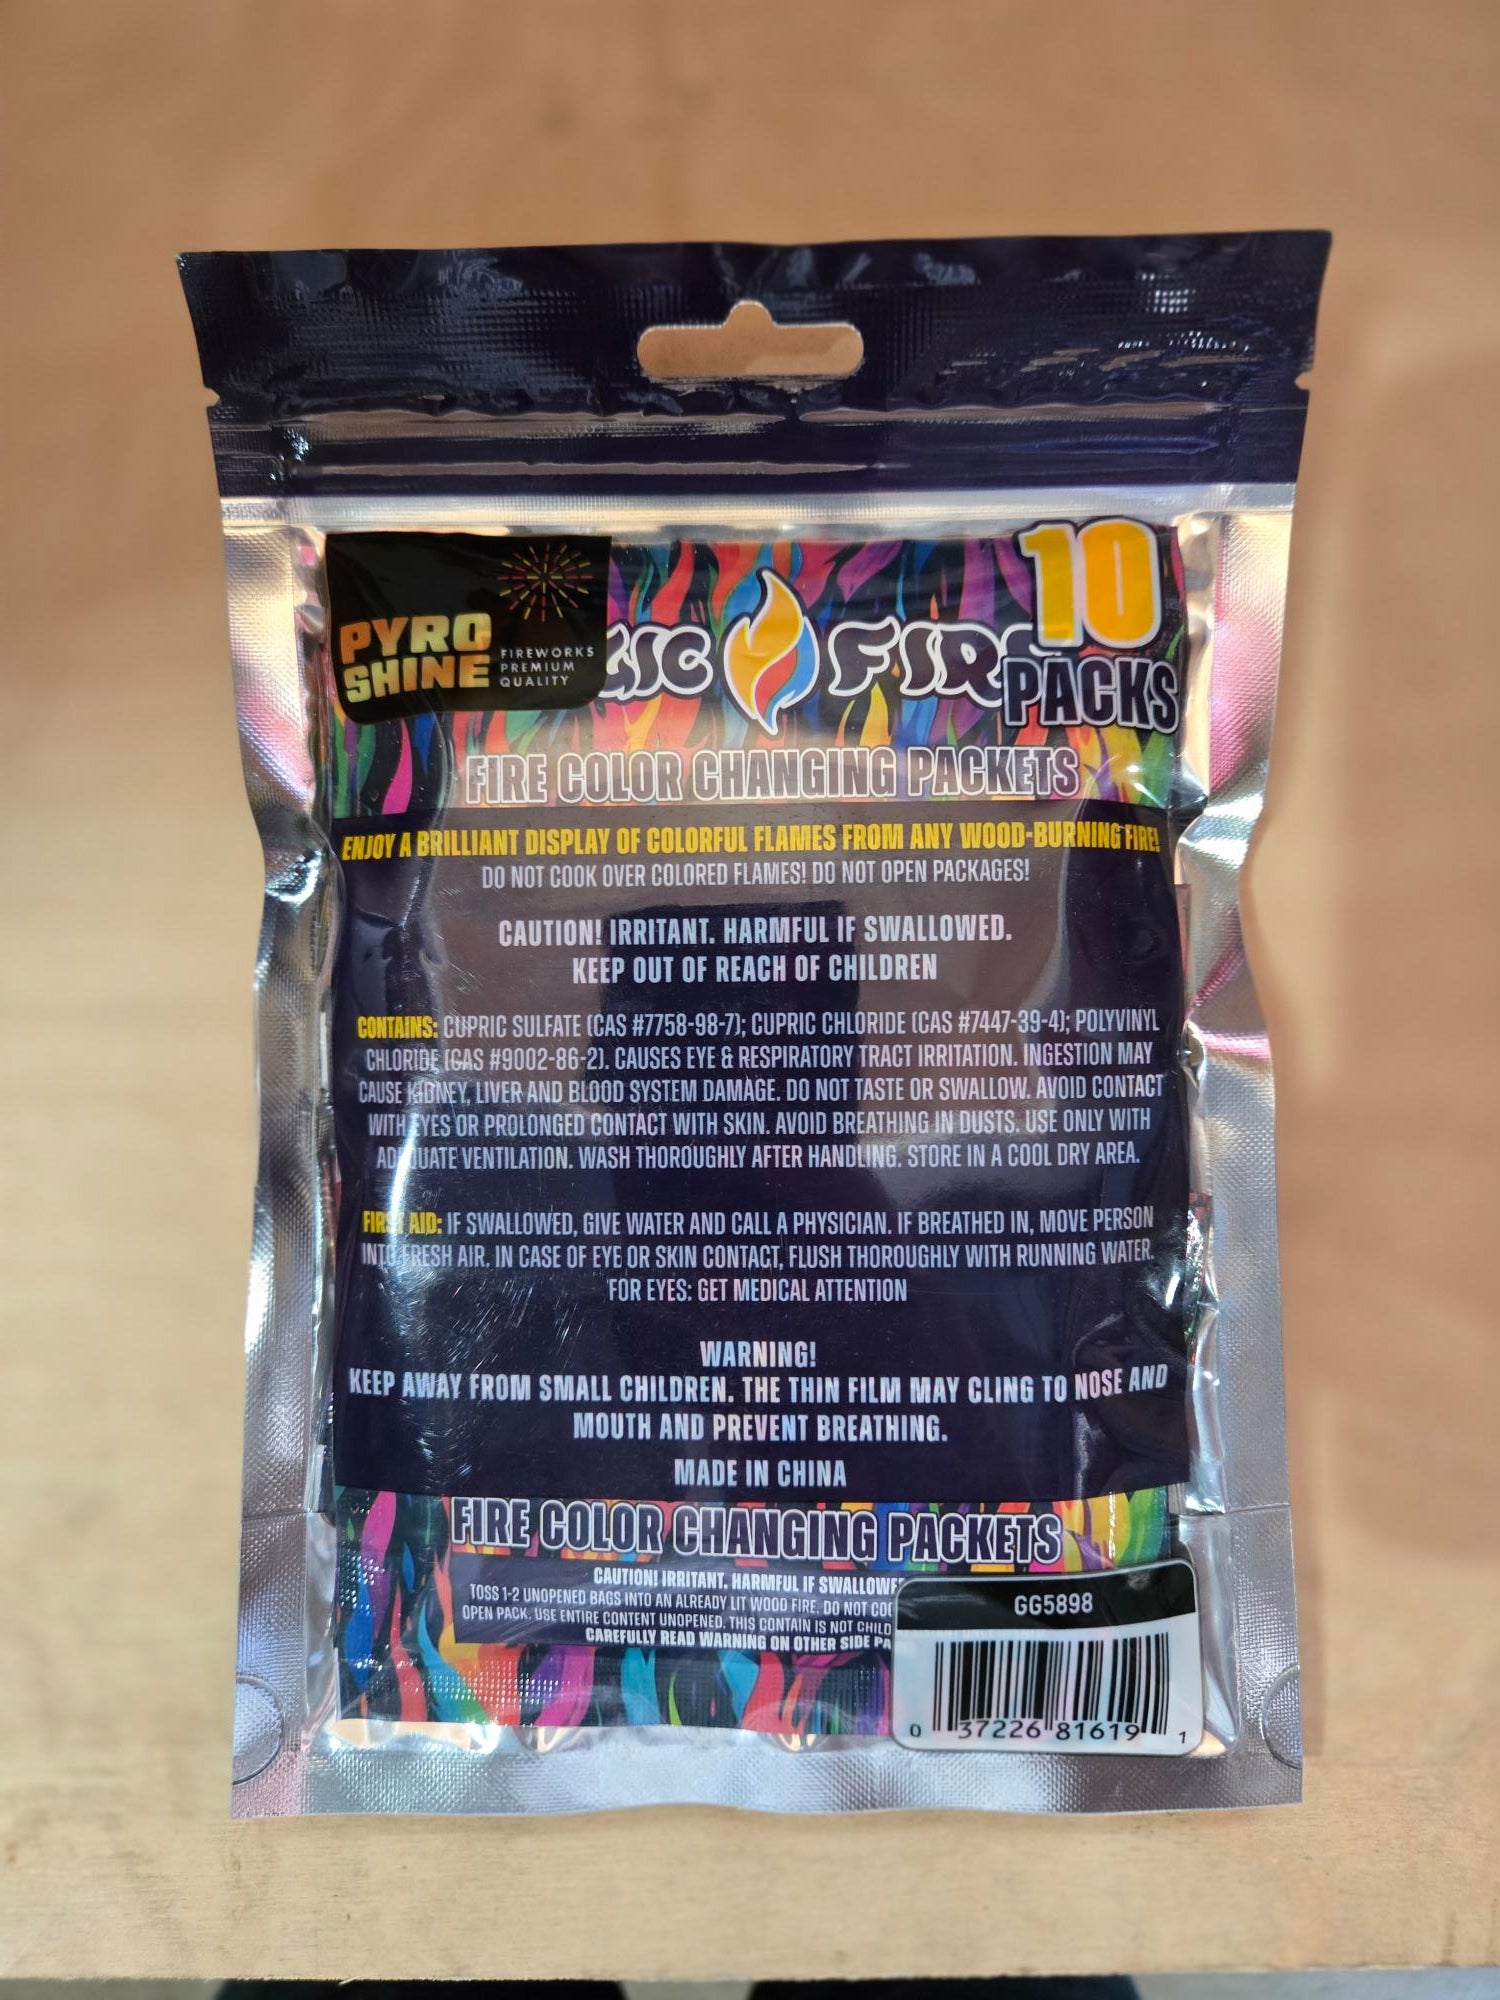 10
PACKS
PYRO
SHINE
FIREWORKS
PREMIUM
QUALITY
GIC FIR
FIRE COLOR CHANGING PACKETS
ENJOY A BRILLIANT DISPLAY OF COLORFUL FLAMES FROM ANY WOOD-BURNING FIRE!
DO NOT COOK OVER COLORED FLAMES! DO NOT OPEN PACKAGES!
CAUTION! IRRITANT. HARMFUL IF SWALLOWED.
KEEP OUT OF REACH OF CHILDREN
CONTAINS: CUPRIC SULFATE (CAS #7758-98-7); CUPRIC CHLORIDE (CAS #7447-39-4); POLYVINYL
CHLORIDE (CAS #9002-86-2). CAUSES EYE & RESPIRATORY TRACT IRRITATION. INGESTION MAY
CAUSE KIDNEY, LIVER AND BLOOD SYSTEM DAMAGE. DO NOT TASTE OR SWALLOW. AVOID CONTACT
WITH EYES OR PROLONGED CONTACT WITH SKIN. AVOID BREATHING IN DUSTS. USE ONLY WITH
ADEQUATE VENTILATION. WASH THOROUGHLY AFTER HANDLING. STORE IN A COOL DRY AREA.
FIRST AID: IF SWALLOWED, GIVE WATER AND CALL A PHYSICIAN. IF BREATHED IN, MOVE PERSON
INTO FRESH AIR. IN CASE OF EYE OR SKIN CONTACT, FLUSH THOROUGHLY WITH RUNNING WATER.
FOR EYES: GET MEDICAL ATTENTION
WARNING!
KEEP AWAY FROM SMALL CHILDREN. THE THIN FILM MAY CLING TO NOSE AND
MOUTH AND PREVENT BREATHING.
MADE IN CHINA
FIRE COLOR CHANGING PACKETS
CAUTION! IRRITANT. HARMFUL IF SWALLOWE
TOSS 1-2 UNOPENED BAGS INTO AN ALREADY LIT WOOD FIRE. DO NOT COO
OPEN PACK. USE ENTIRE CONTENT UNOPENED. THIS CONTAIN IS NOT CHILD
CAREFULLY READ WARNING ON OTHER SIDE PA
GG5898
0 37226 81619 1